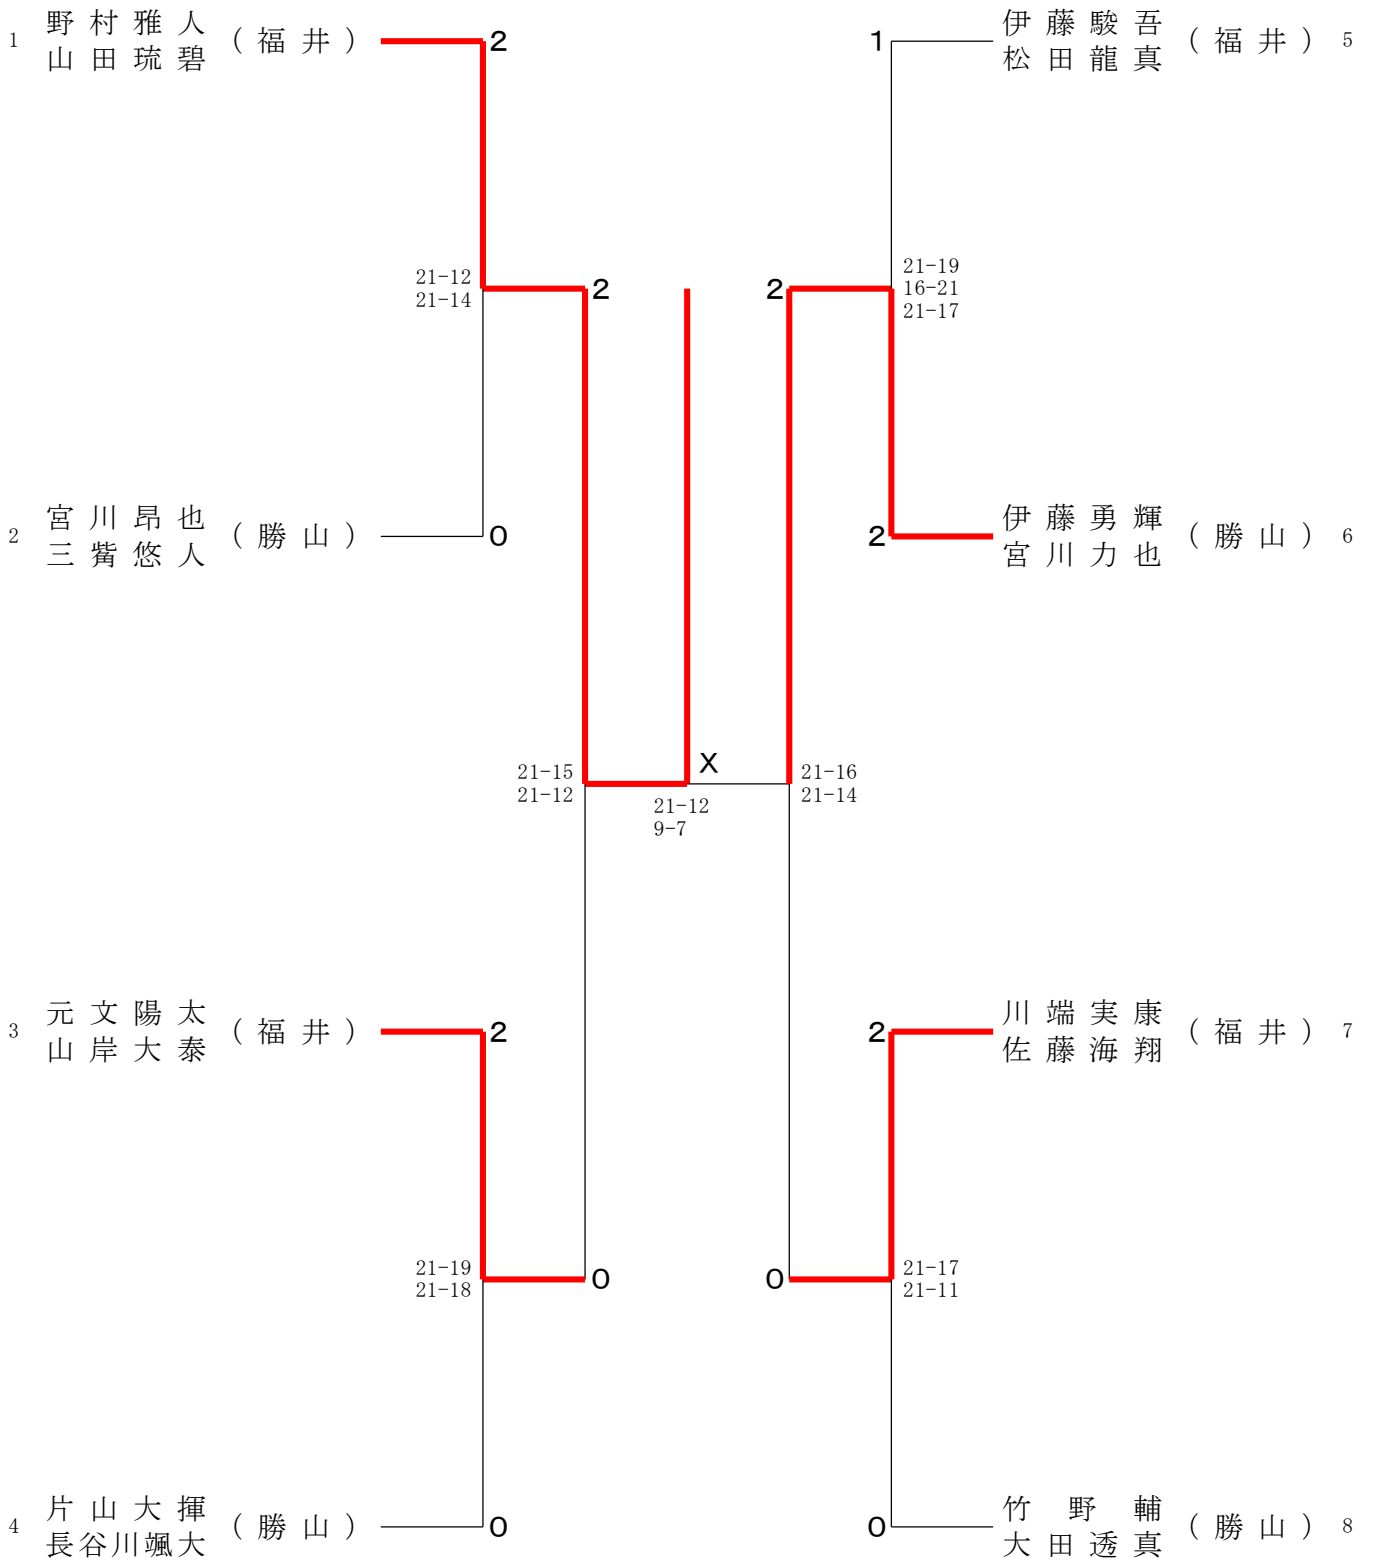 1 野村雅人 (福井) 2
山田琉碧
1 伊藤駿吾 (福井) 5
松田龍真
21-12
21-14
2
2
21-19
16-21
21-17
2 宮川昂也 (勝山) 0
三觜悠人
2 伊藤勇輝 (勝山) 6
宮川力也
21-15
21-12
X
21-12
9-7
21-16
21-14
3 元文陽太 (福井) 2
山岸大泰
2 川端実康 (福井) 7
佐藤海翔
21-19
21-18
0
0
21-17
21-11
4 片山大揮 (勝山) 0
長谷川颯大
0 竹野輔 (勝山) 8
大田透真